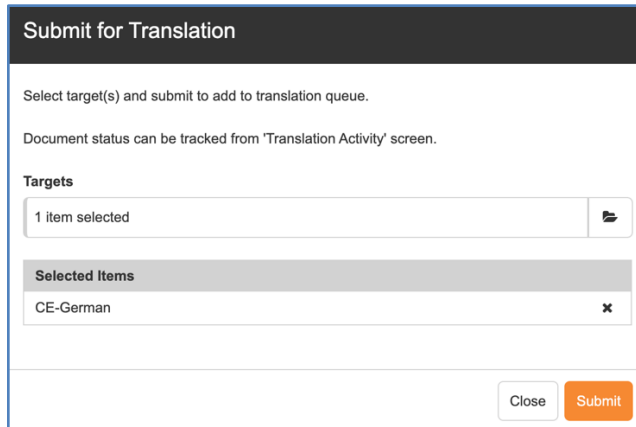 Submit for Translation
Select target(s) and submit to add to translation queue.
Document status can be tracked from 'Translation Activity' screen.
Targets
1 item selected
Selected Items
CE-German
Close Submit